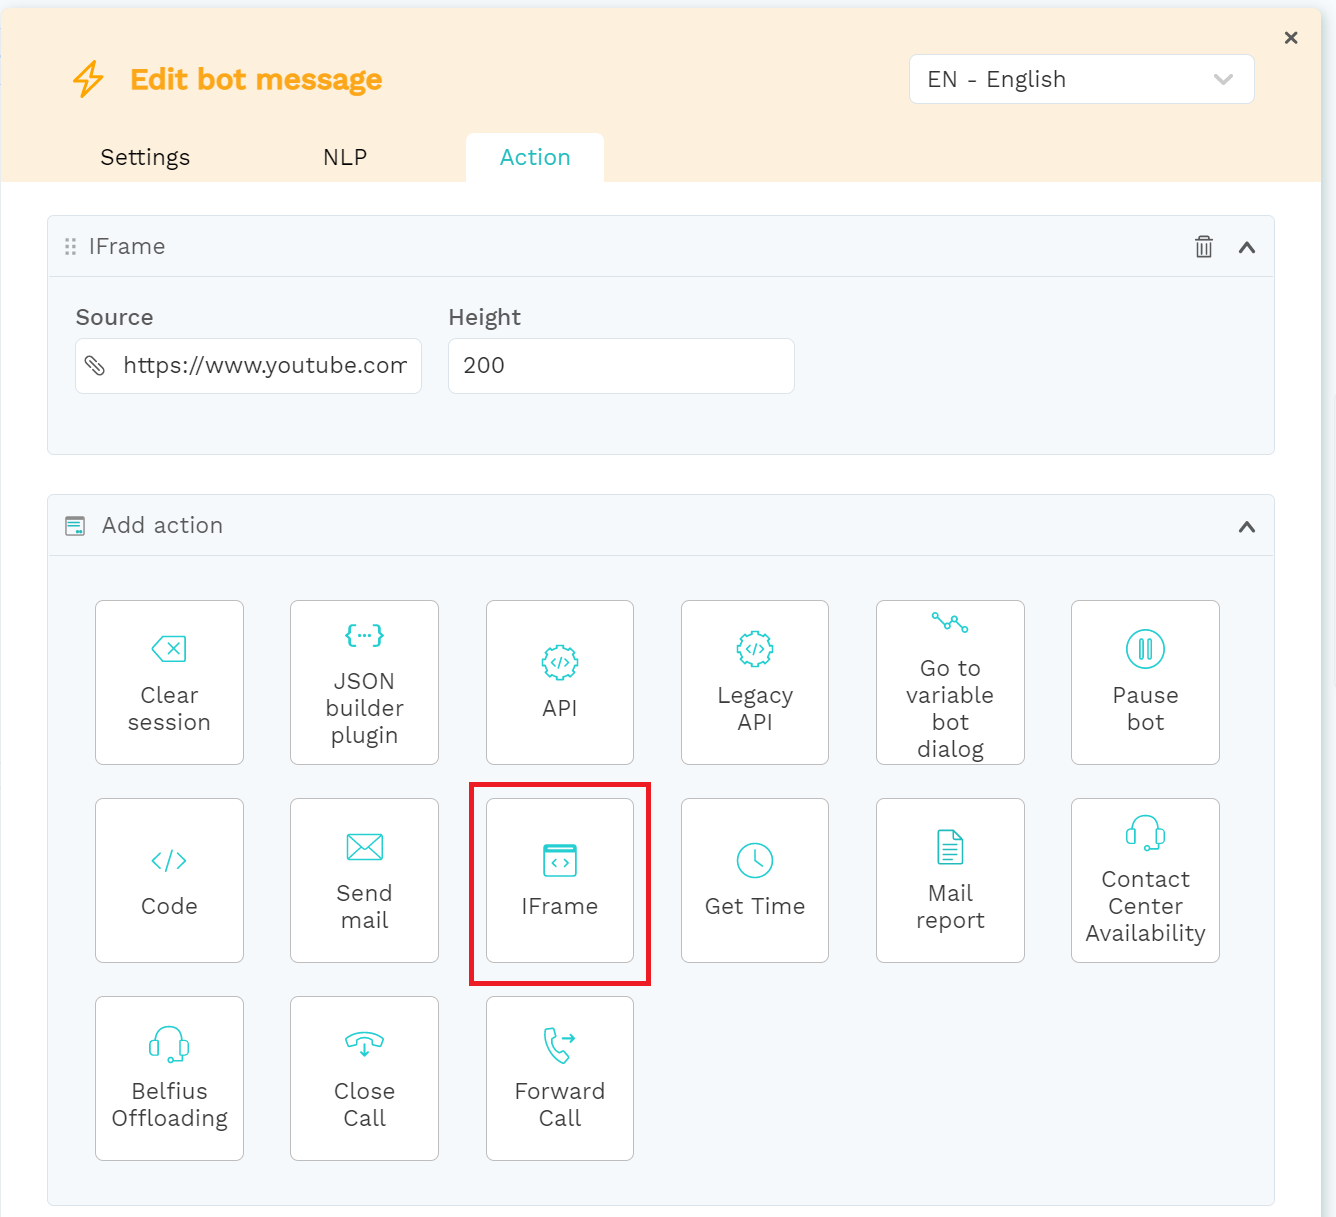 Edit bot message
EN - English
Settings
NLP
Action
IFrame
Source
Height
https://www.youtube.com
200
Add action
Clear
session
JSON
builder
plugin
API
Legacy
API
Go to
variable
bot
dialog
Pause
bot
Code
Send
mail
IFrame
Get Time
Mail
report
Contact
Center
Availability
Belfius
Offloading
Close
Call
Forward
Call